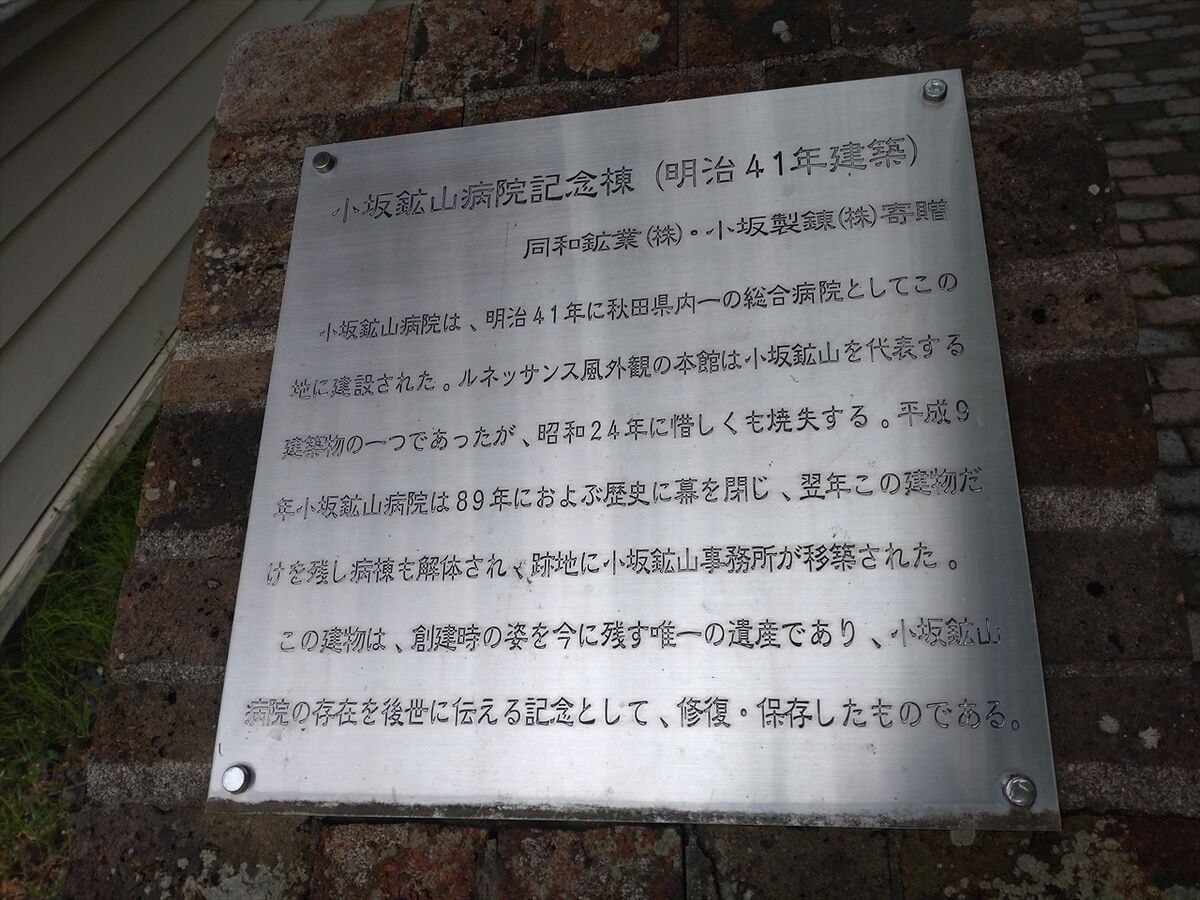 小坂鉱山病院記念棟（明治41年建築）
同和鉱業㈱・小坂製錬㈱寄贈
小坂鉱山病院は、明治41年に秋田県内一の総合病院としてこの
地に建設された。ルネッサンス風外観の本館は小坂鉱山を代表する
建築物の一つであったが、昭和24年に惜しくも焼失する。平成9
年小坂鉱山病院は89年におよぶ歴史に幕を閉じ、翌年この建物だ
けを残し病棟も解体され、跡地に小坂鉱山事務所が移築された。
この建物は、創建時の姿を今に残す唯一の遺産であり、小坂鉱山
病院の存在を後世に伝える記念として、修復・保存したものである。